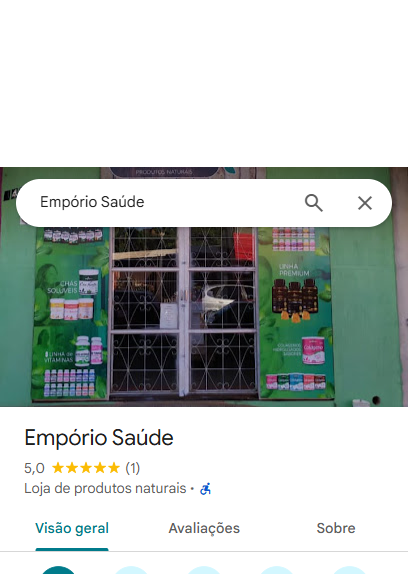 PRODUTOS NATURAIS
Empório Saúde
LINHA
PREMIUM
CHÁS
SOLÚVEIS
LINHA de
VITAMINAS
Empório Saúde
5,0 (1)
Loja de produtos naturais ·
Visão geral Avaliações Sobre